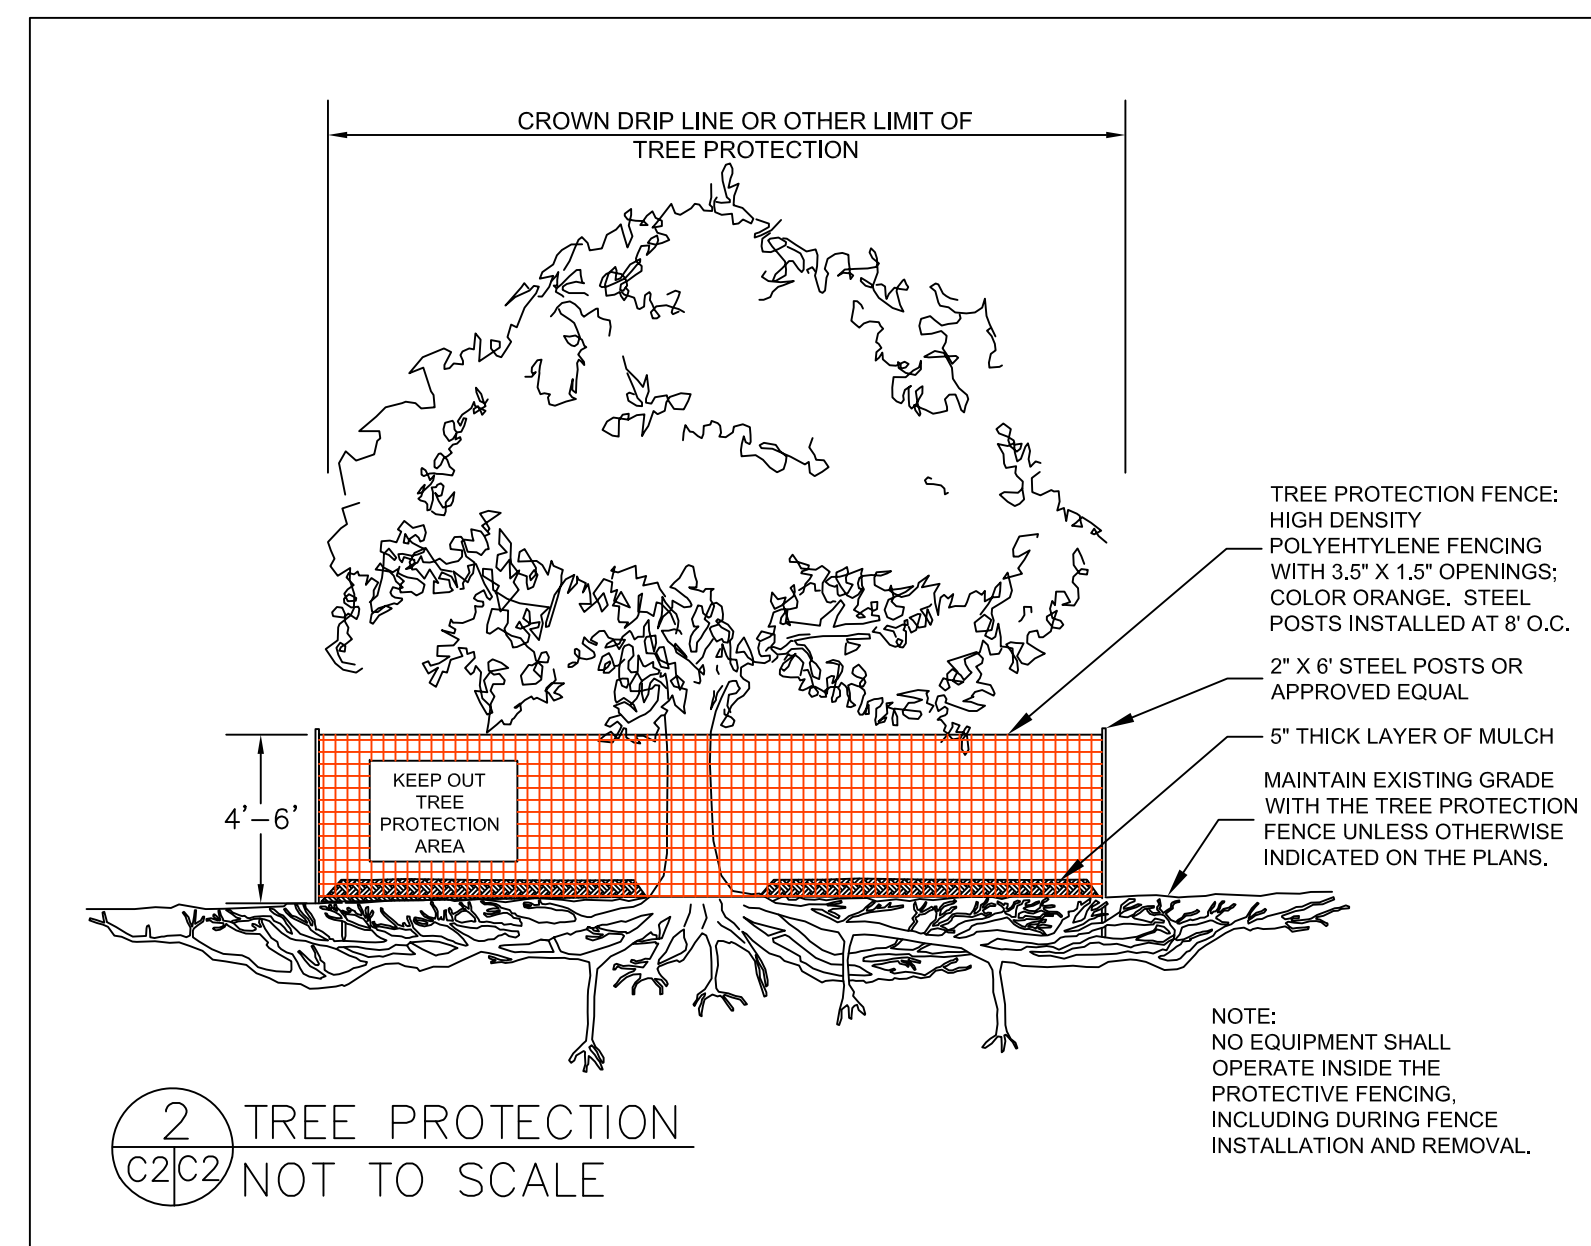 CROWN DRIP LINE OR OTHER LIMIT OF
TREE PROTECTION
TREE PROTECTION FENCE:
HIGH DENSITY
POLYEHTYLENE FENCING
WITH 3.5" X 1.5" OPENINGS;
COLOR ORANGE. STEEL
POSTS INSTALLED AT 8' O.C.
2" X 6' STEEL POSTS OR
APPROVED EQUAL
5" THICK LAYER OF MULCH
MAINTAIN EXISTING GRADE
WITH THE TREE PROTECTION
FENCE UNLESS OTHERWISE
INDICATED ON THE PLANS.
KEEP OUT
TREE
PROTECTION
AREA
4'-6'
NOTE:
NO EQUIPMENT SHALL
OPERATE INSIDE THE
PROTECTIVE FENCING,
INCLUDING DURING FENCE
INSTALLATION AND REMOVAL.
2
C2 C2
TREE PROTECTION
NOT TO SCALE